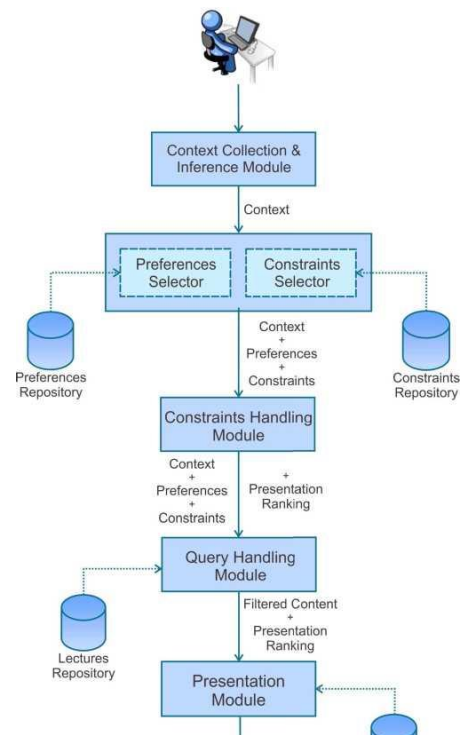 Context Collection &
Inference Module
Context
Preferences
Selector
Constraints
Selector
Preferences
Repository
Context
+
Preferences
+
Constraints
Constraints
Repository
Constraints Handling
Module
Context
+
Preferences
+
Constraints
+
Presentation
Ranking
Query Handling
Module
Lectures
Repository
Filtered Content
+
Presentation
Ranking
Presentation
Module